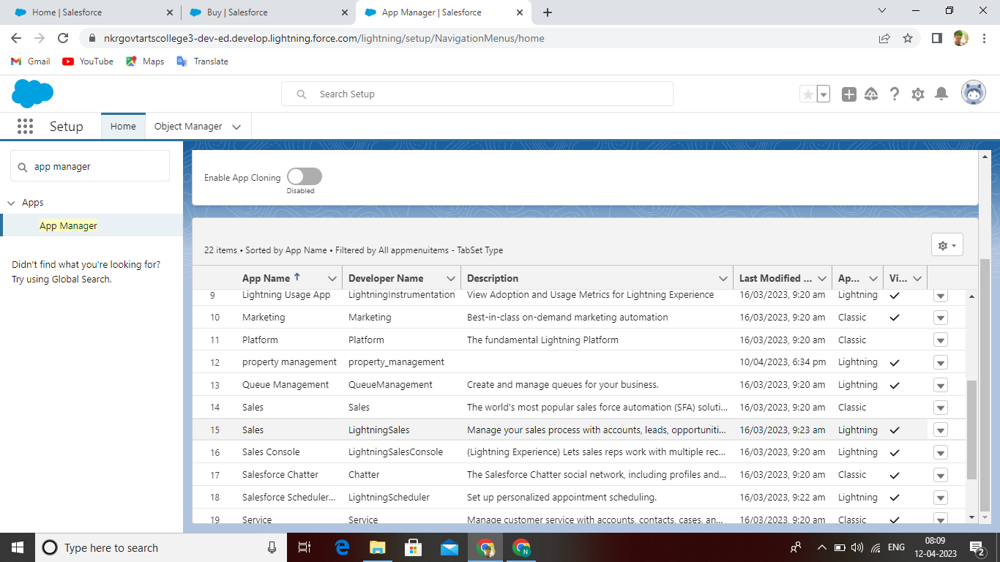 Home | Salesforce
Buy | Salesforce
App Manager | Salesforce
nkrgovtartscollege3-dev-ed.develop.lightning.force.com/lightning/setup/NavigationMenus/home
Gmail YouTube Maps Translate
Search Setup
Setup Home Object Manager
app manager
Apps
App Manager
Didn't find what you're looking for?
Try using Global Search.
Enable App Cloning
Disabled
22 items • Sorted by App Name • Filtered by All appmenuitems - TabSet Type
App Name Developer Name Description Last Modified ... Ap... Vi...
9 Lightning Usage App LightningInstrumentation View Adoption and Usage Metrics for Lightning Experience 16/03/2023, 9:20 am Lightning
10 Marketing Marketing Best-in-class on-demand marketing automation 16/03/2023, 9:20 am Classic
11 Platform Platform The fundamental Lightning Platform 16/03/2023, 9:20 am Classic
12 property management property_management 10/04/2023, 6:34 pm Lightning
13 Queue Management QueueManagement Create and manage queues for your business. 16/03/2023, 9:20 am Lightning
14 Sales Sales The world's most popular sales force automation (SFA) soluti... 16/03/2023, 9:20 am Classic
15 Sales LightningSales Manage your sales process with accounts, leads, opportuniti... 16/03/2023, 9:23 am Lightning
16 Sales Console LightningSalesConsole (Lightning Experience) Lets sales reps work with multiple rec... 16/03/2023, 9:20 am Lightning
17 Salesforce Chatter Chatter The Salesforce Chatter social network, including profiles and... 16/03/2023, 9:20 am Classic
18 Salesforce Scheduler... LightningScheduler Set up personalized appointment scheduling. 16/03/2023, 9:22 am Lightning
19 Service Service Manage customer service with accounts, contacts, cases, an... 16/03/2023, 9:20 am Classic
Type here to search
N
ENG
08:09
12-04-2023
2